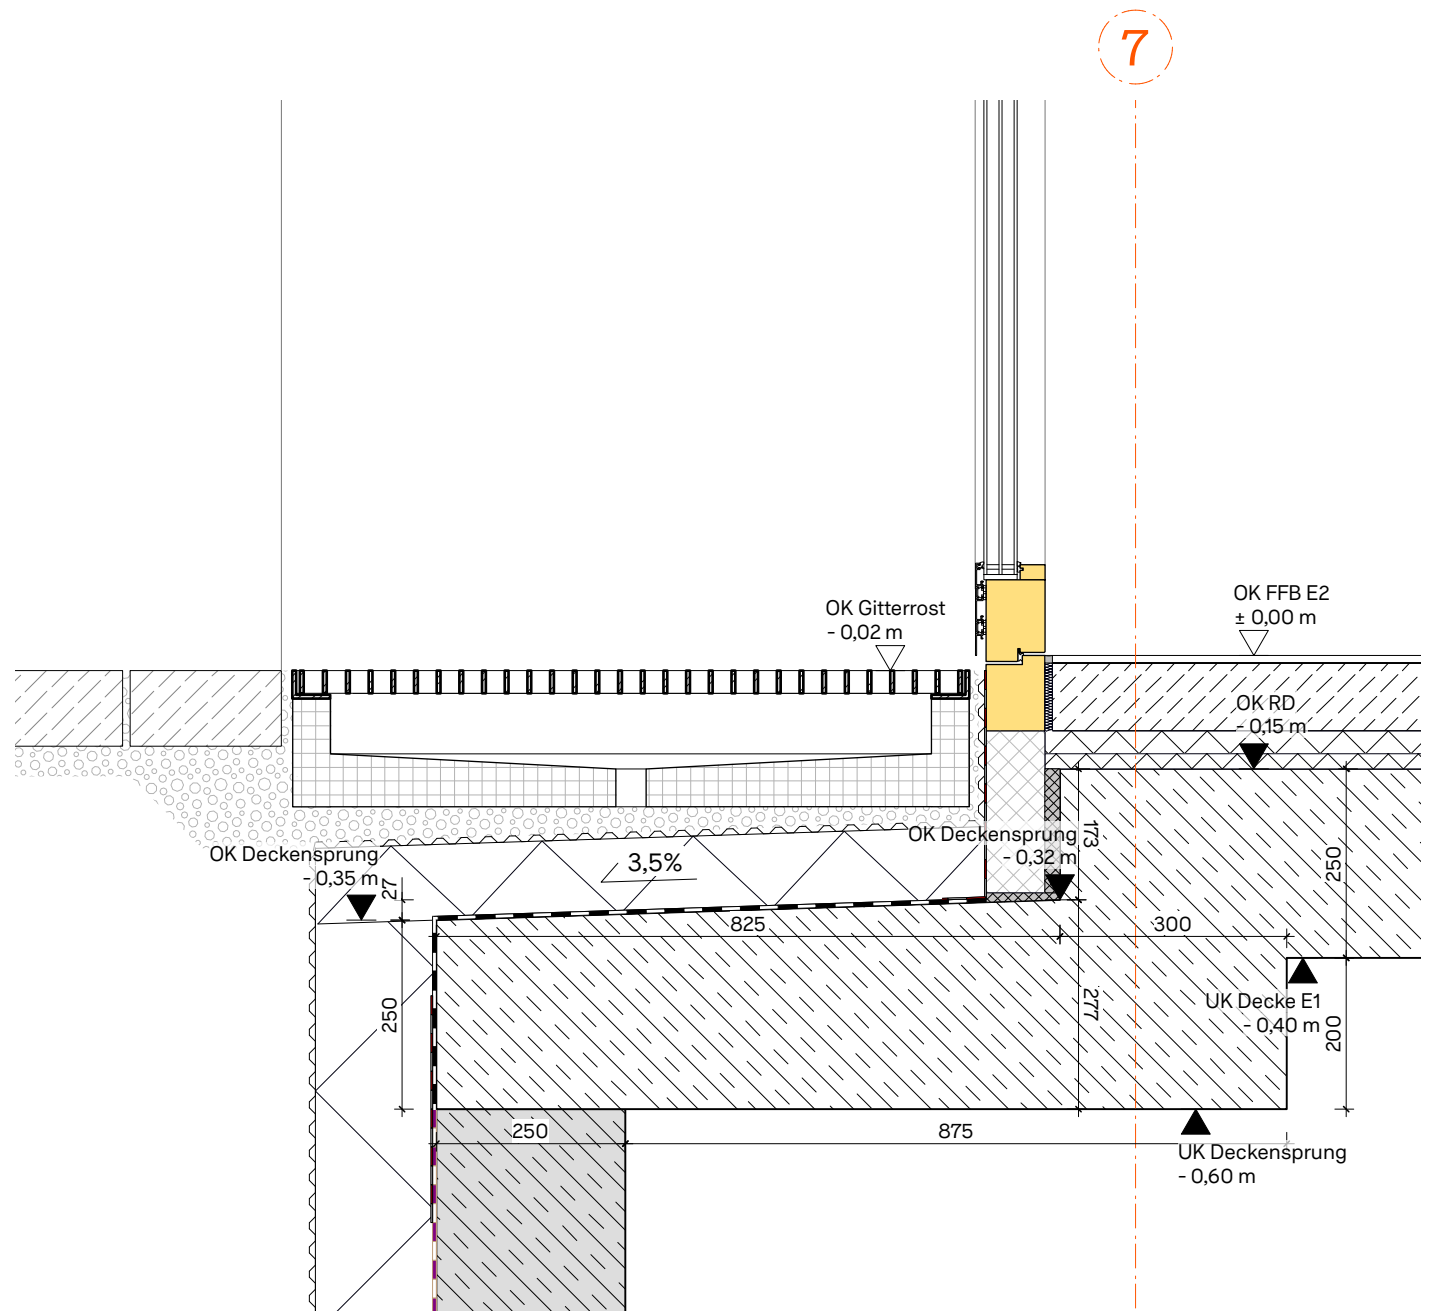 7
OK FFB E2
± 0,00 m
OK Gitterrost
- 0,02 m
OK RD
- 0,15 m
OK Deckensprung
- 0,32 m
173
OK Deckensprung
- 0,35 m
27
3,5%
250
825
300
277
250
UK Decke E1
- 0,40 m
200
250
875
UK Deckensprung
- 0,60 m